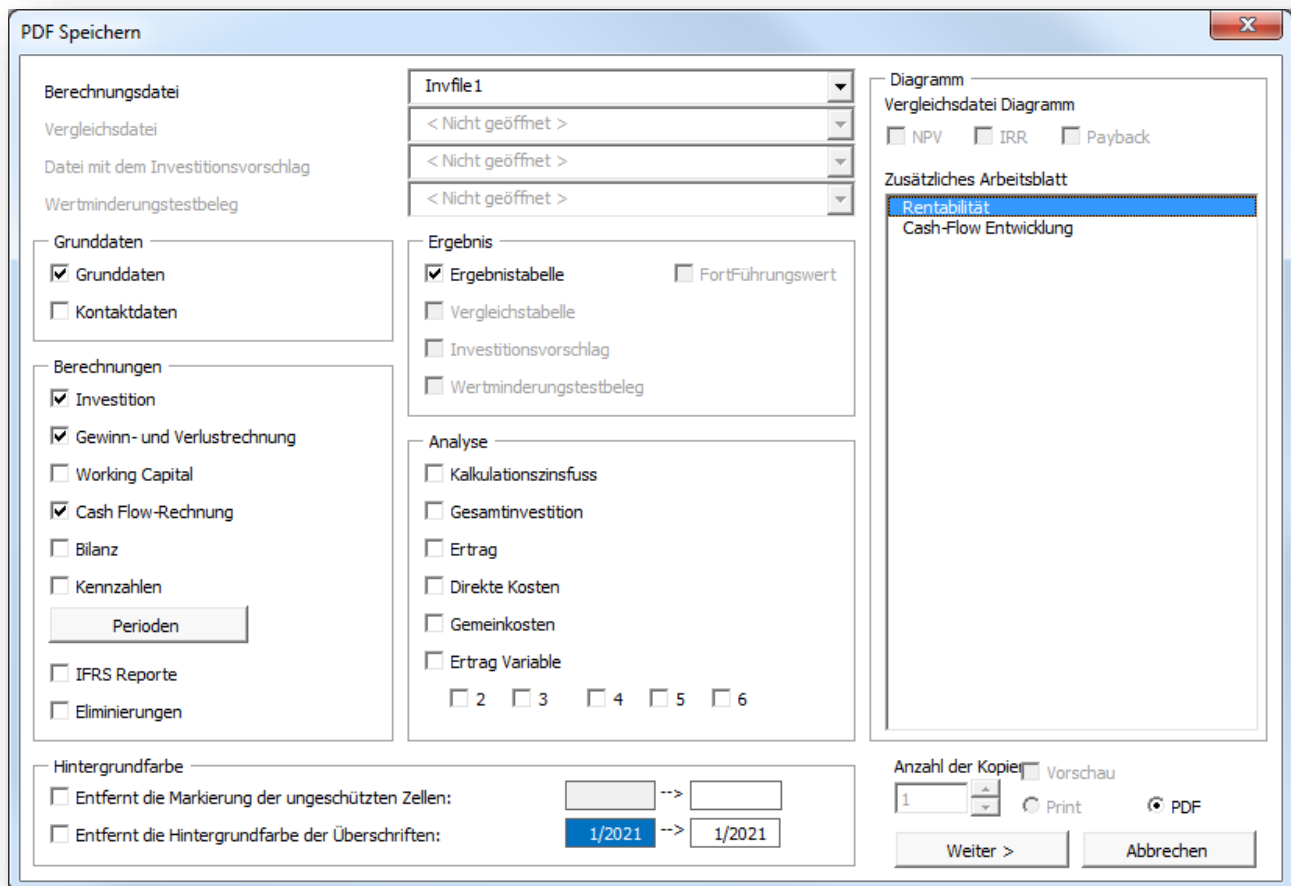 PDF Speichern
Berechnungsdatei
Invfile1
Vergleichsdatei
< Nicht geöffnet >
Datei mit dem Investitionsvorschlag
< Nicht geöffnet >
Wertminderungstestbeleg
< Nicht geöffnet >
Grunddaten
Grunddaten
Kontaktdaten
Berechnungen
Investition
Gewinn- und Verlustrechnung
Working Capital
Cash Flow-Rechnung
Bilanz
Kennzahlen
Perioden
IFRS Reporte
Eliminierungen
Ergebnis
Ergebnistabelle
FortFührungswert
Vergleichstabelle
Investitionsvorschlag
Wertminderungstestbeleg
Analyse
Kalkulationszinsfuss
Gesamtinvestition
Ertrag
Direkte Kosten
Gemeinkosten
Ertrag Variable
2 3 4 5 6
Diagramm
Vergleichsdatei Diagramm
NPV IRR Payback
Zusätzliches Arbeitsblatt
Rentabilität
Cash-Flow Entwicklung
Hintergrundfarbe
Entfernt die Markierung der ungeschützten Zellen: -->
Entfernt die Hintergrundfarbe der Überschriften: 1/2021 --> 1/2021
Anzahl der Kopien
Vorschau
1
Print
PDF
Weiter >
Abbrechen